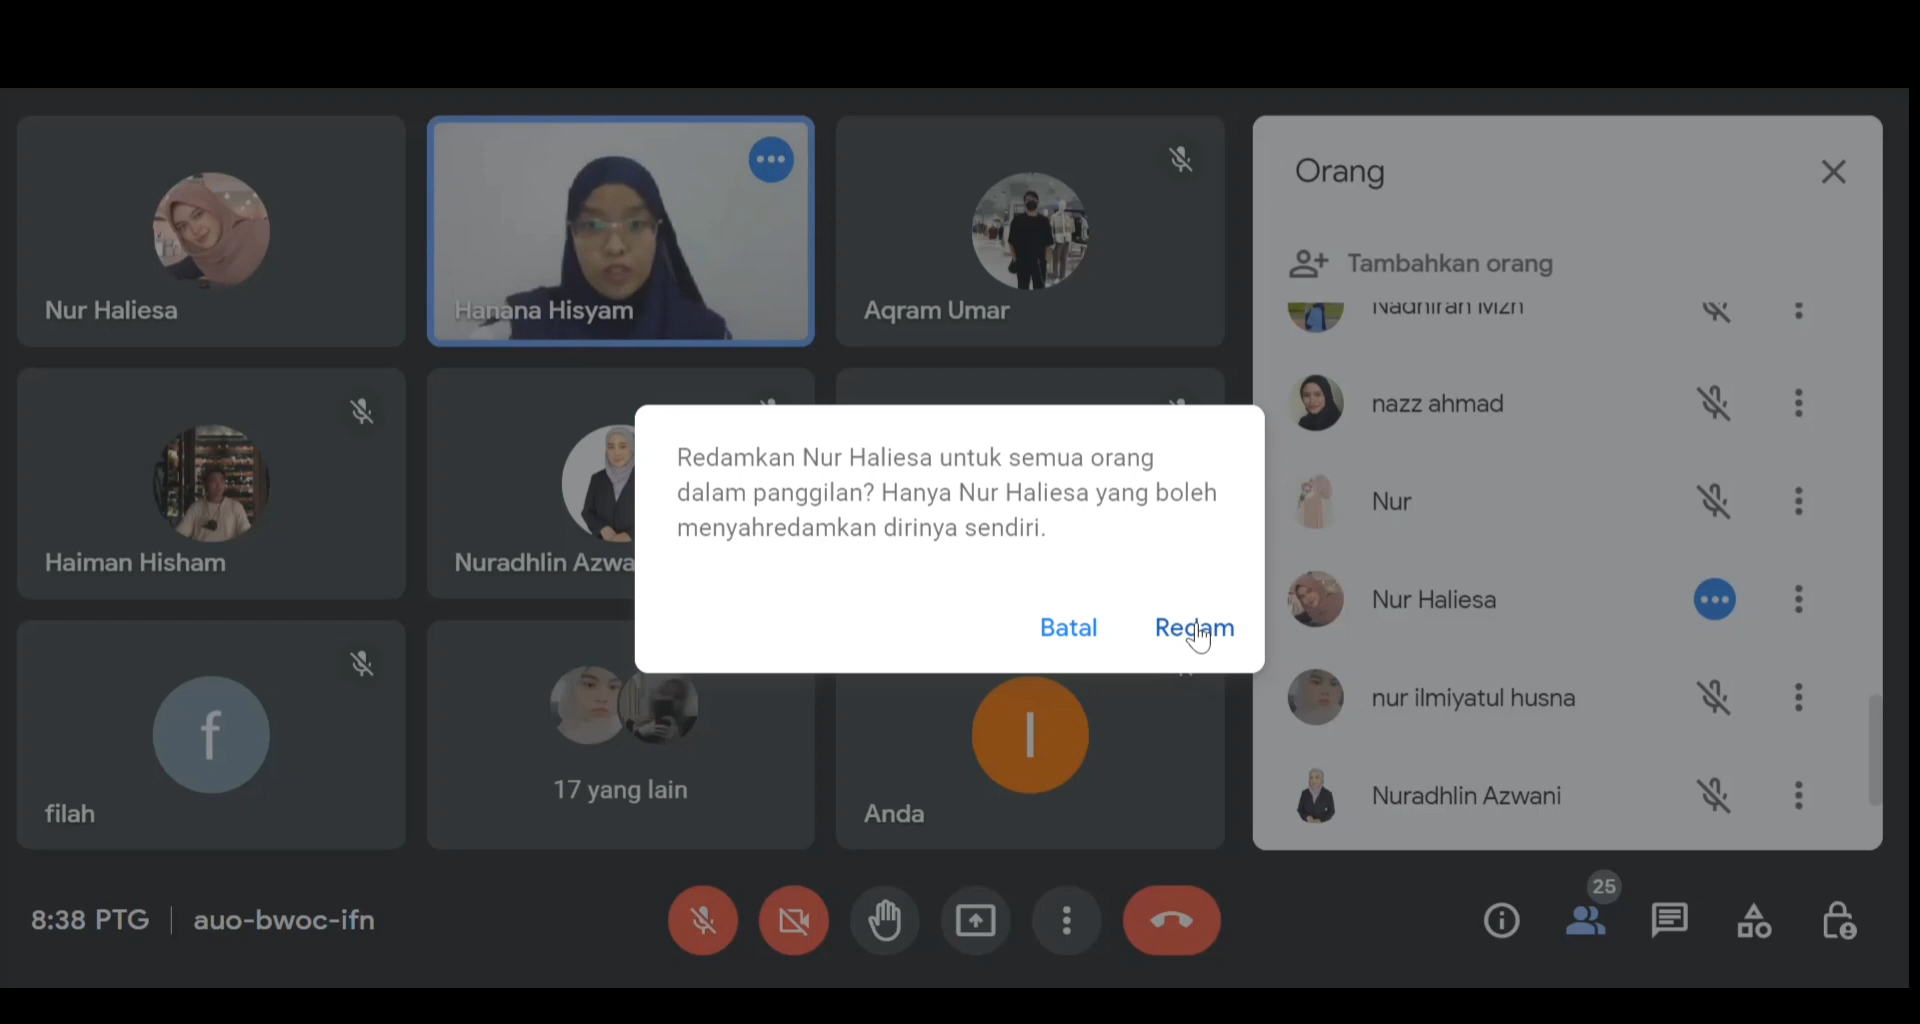 Nur Haliesa
Hanana Hisyam
Aqram Umar
Haiman Hisham
Nuradhlin Azwa
filah
f
17 yang lain
I
Anda
Redamkan Nur Haliesa untuk semua orang
dalam panggilan? Hanya Nur Haliesa yang boleh
menyahredamkan dirinya sendiri.
Batal
Redam
Orang
Tambahkan orang
Nadhirah Mzh
nazz ahmad
Nur
Nur Haliesa
nur ilmiyatul husna
Nuradhlin Azwani
8:38 PTG | auo-bwoc-ifn
25